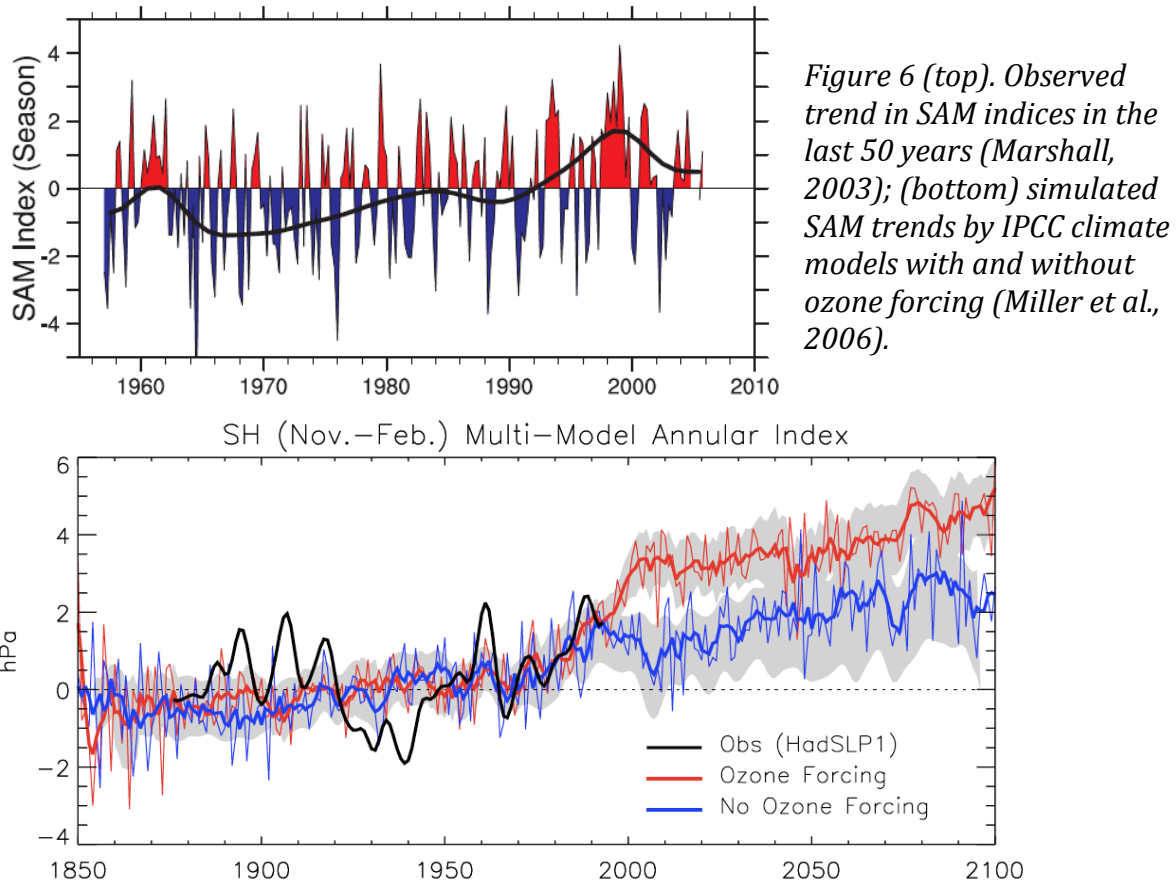 4
2
0
-2
-4
SAM Index (Season)
1960 1970 1980 1990 2000 2010
Figure 6 (top). Observed
trend in SAM indices in the
last 50 years (Marshall,
2003); (bottom) simulated
SAM trends by IPCC climate
models with and without
ozone forcing (Miller et al.,
2006).
SH (Nov.–Feb.) Multi–Model Annular Index
6
4
2
0
-2
-4
hPa
Obs (HadSLP1)
Ozone Forcing
No Ozone Forcing
1850 1900 1950 2000 2050 2100